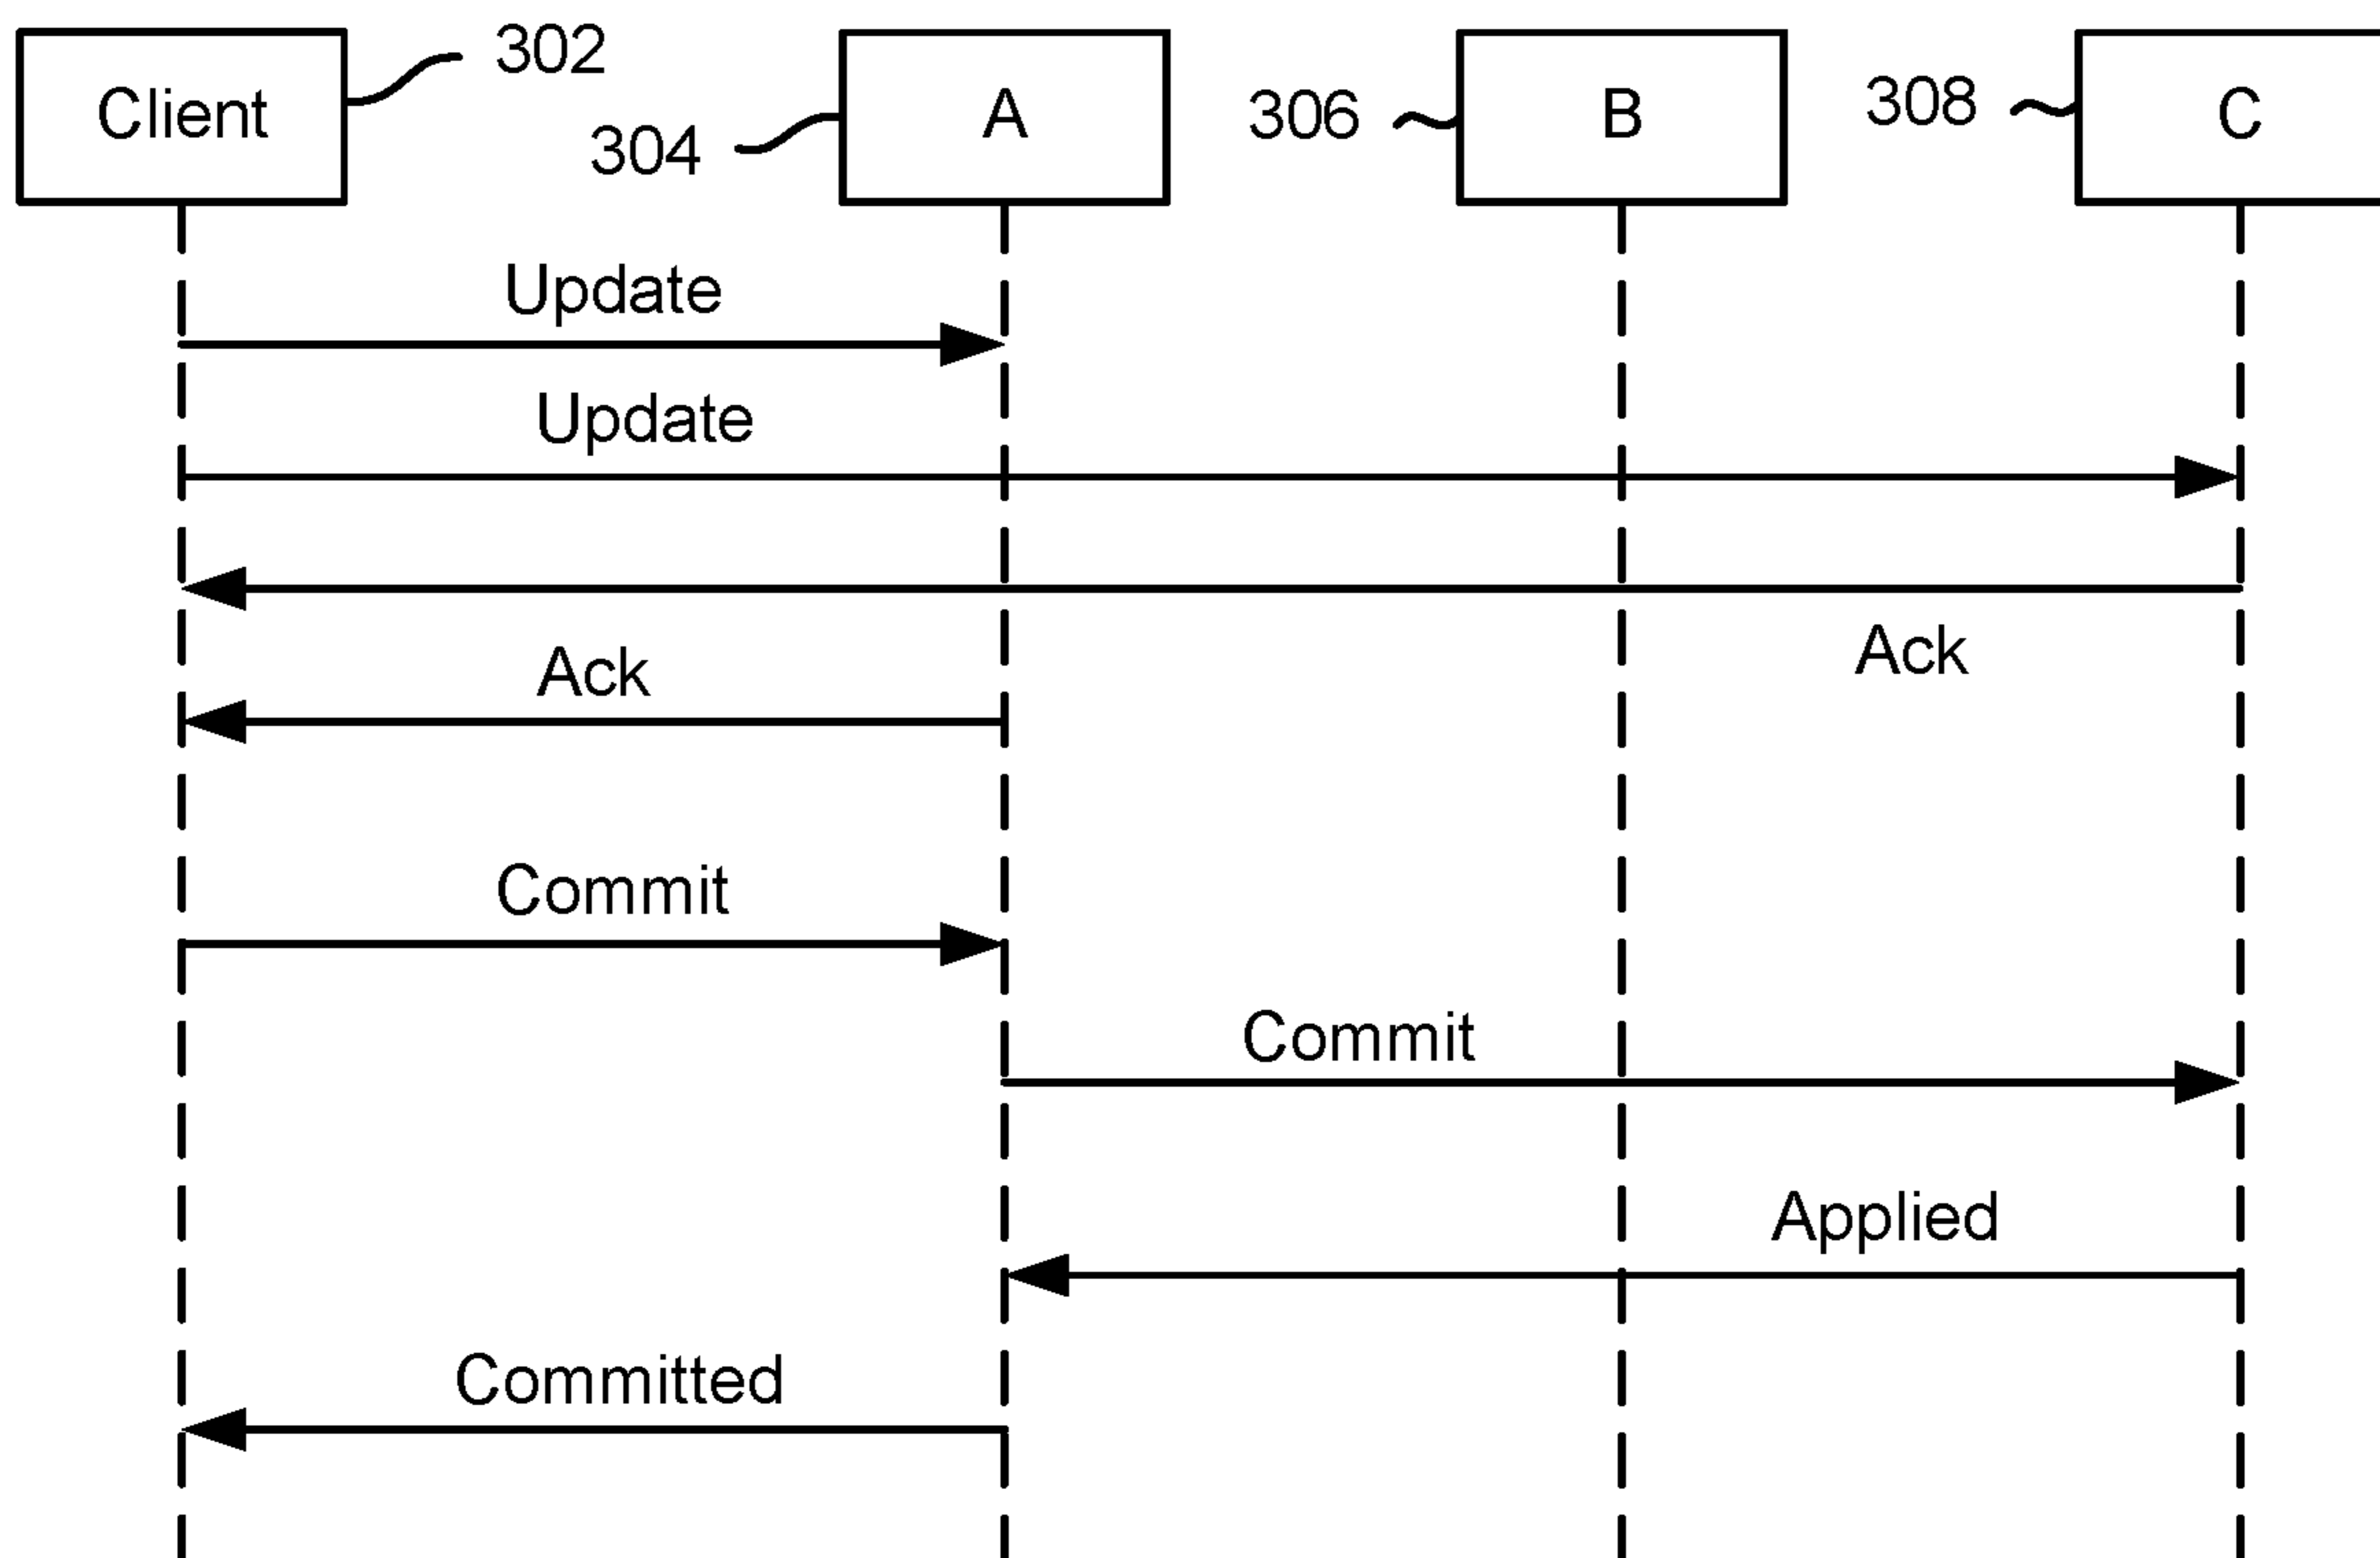 302
Client
304
A
306
B
308
C
Update
Update
Ack
Ack
Commit
Commit
Applied
Committed